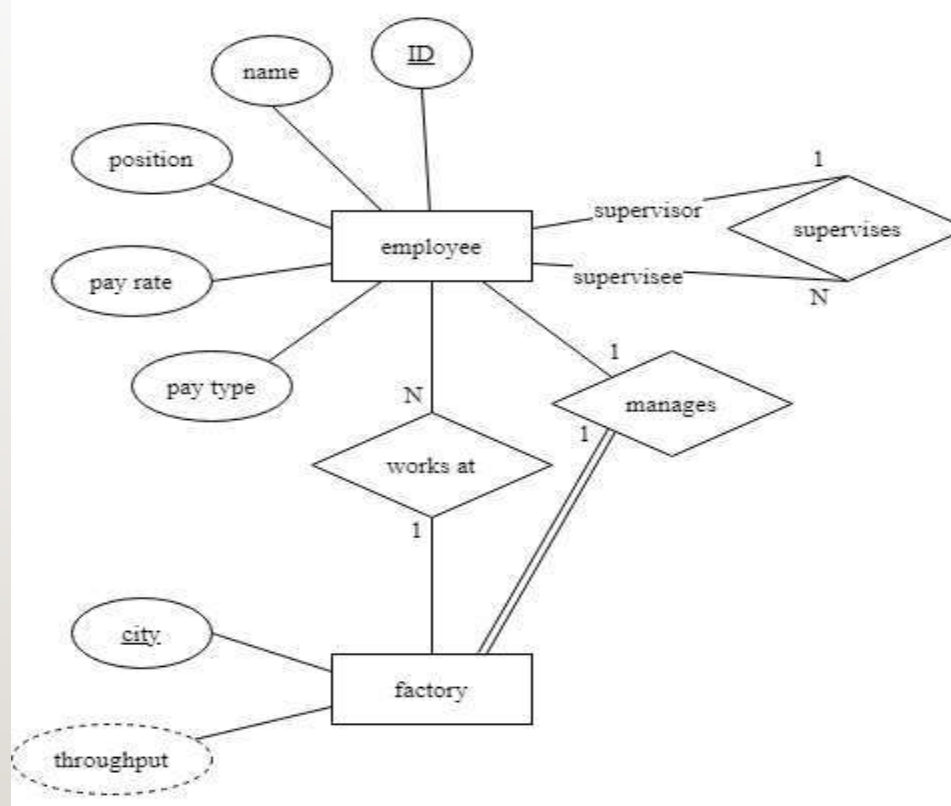 ID
name
position
1
supervisor
supervises
employee
pay rate
supervisee
N
1
pay type
manages
N
1
works at
1
city
factory
throughput